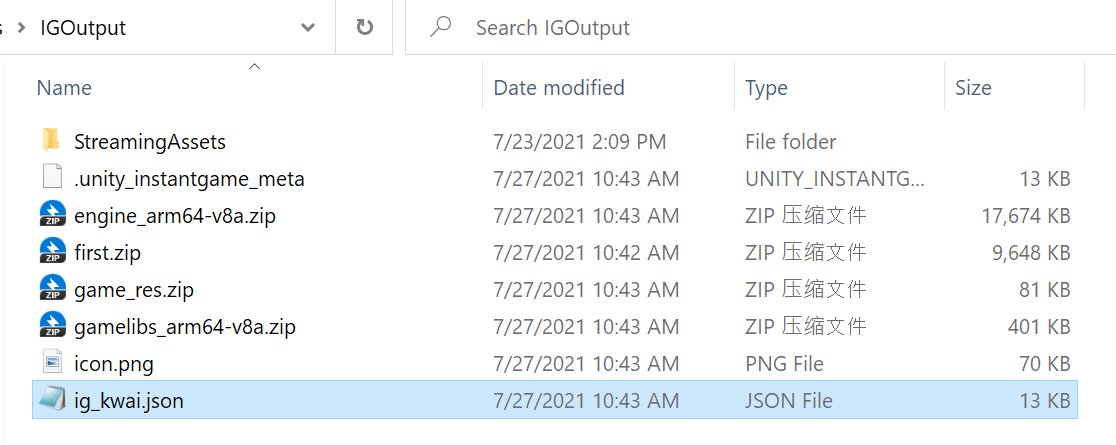 IGOutput Search IGOutput
Name Date modified Type Size
StreamingAssets 7/23/2021 2:09 PM File folder
.unity_instantgame_meta 7/27/2021 10:43 AM UNITY_INSTANTG... 13 KB
engine_arm64-v8a.zip 7/27/2021 10:43 AM ZIP 压缩文件 17,674 KB
first.zip 7/27/2021 10:42 AM ZIP 压缩文件 9,648 KB
game_res.zip 7/27/2021 10:43 AM ZIP 压缩文件 81 KB
gamelibs_arm64-v8a.zip 7/27/2021 10:43 AM ZIP 压缩文件 401 KB
icon.png 7/27/2021 10:43 AM PNG File 70 KB
ig_kwai.json 7/27/2021 10:43 AM JSON File 13 KB